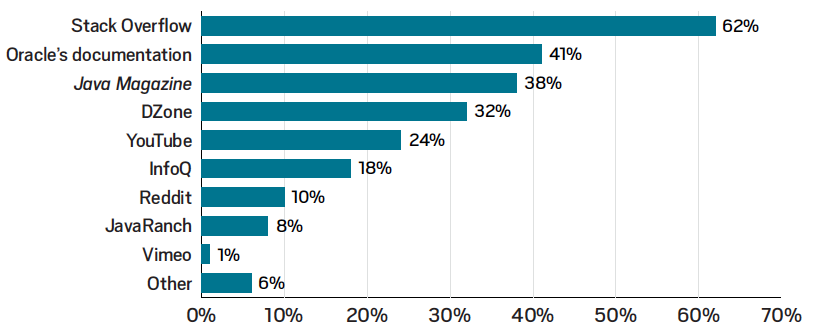 Stack Overflow 62%
Oracle’s documentation 41%
Java Magazine 38%
DZone 32%
YouTube 24%
InfoQ 18%
Reddit 10%
JavaRanch 8%
Vimeo 1%
Other 6%
0% 10% 20% 30% 40% 50% 60% 70%